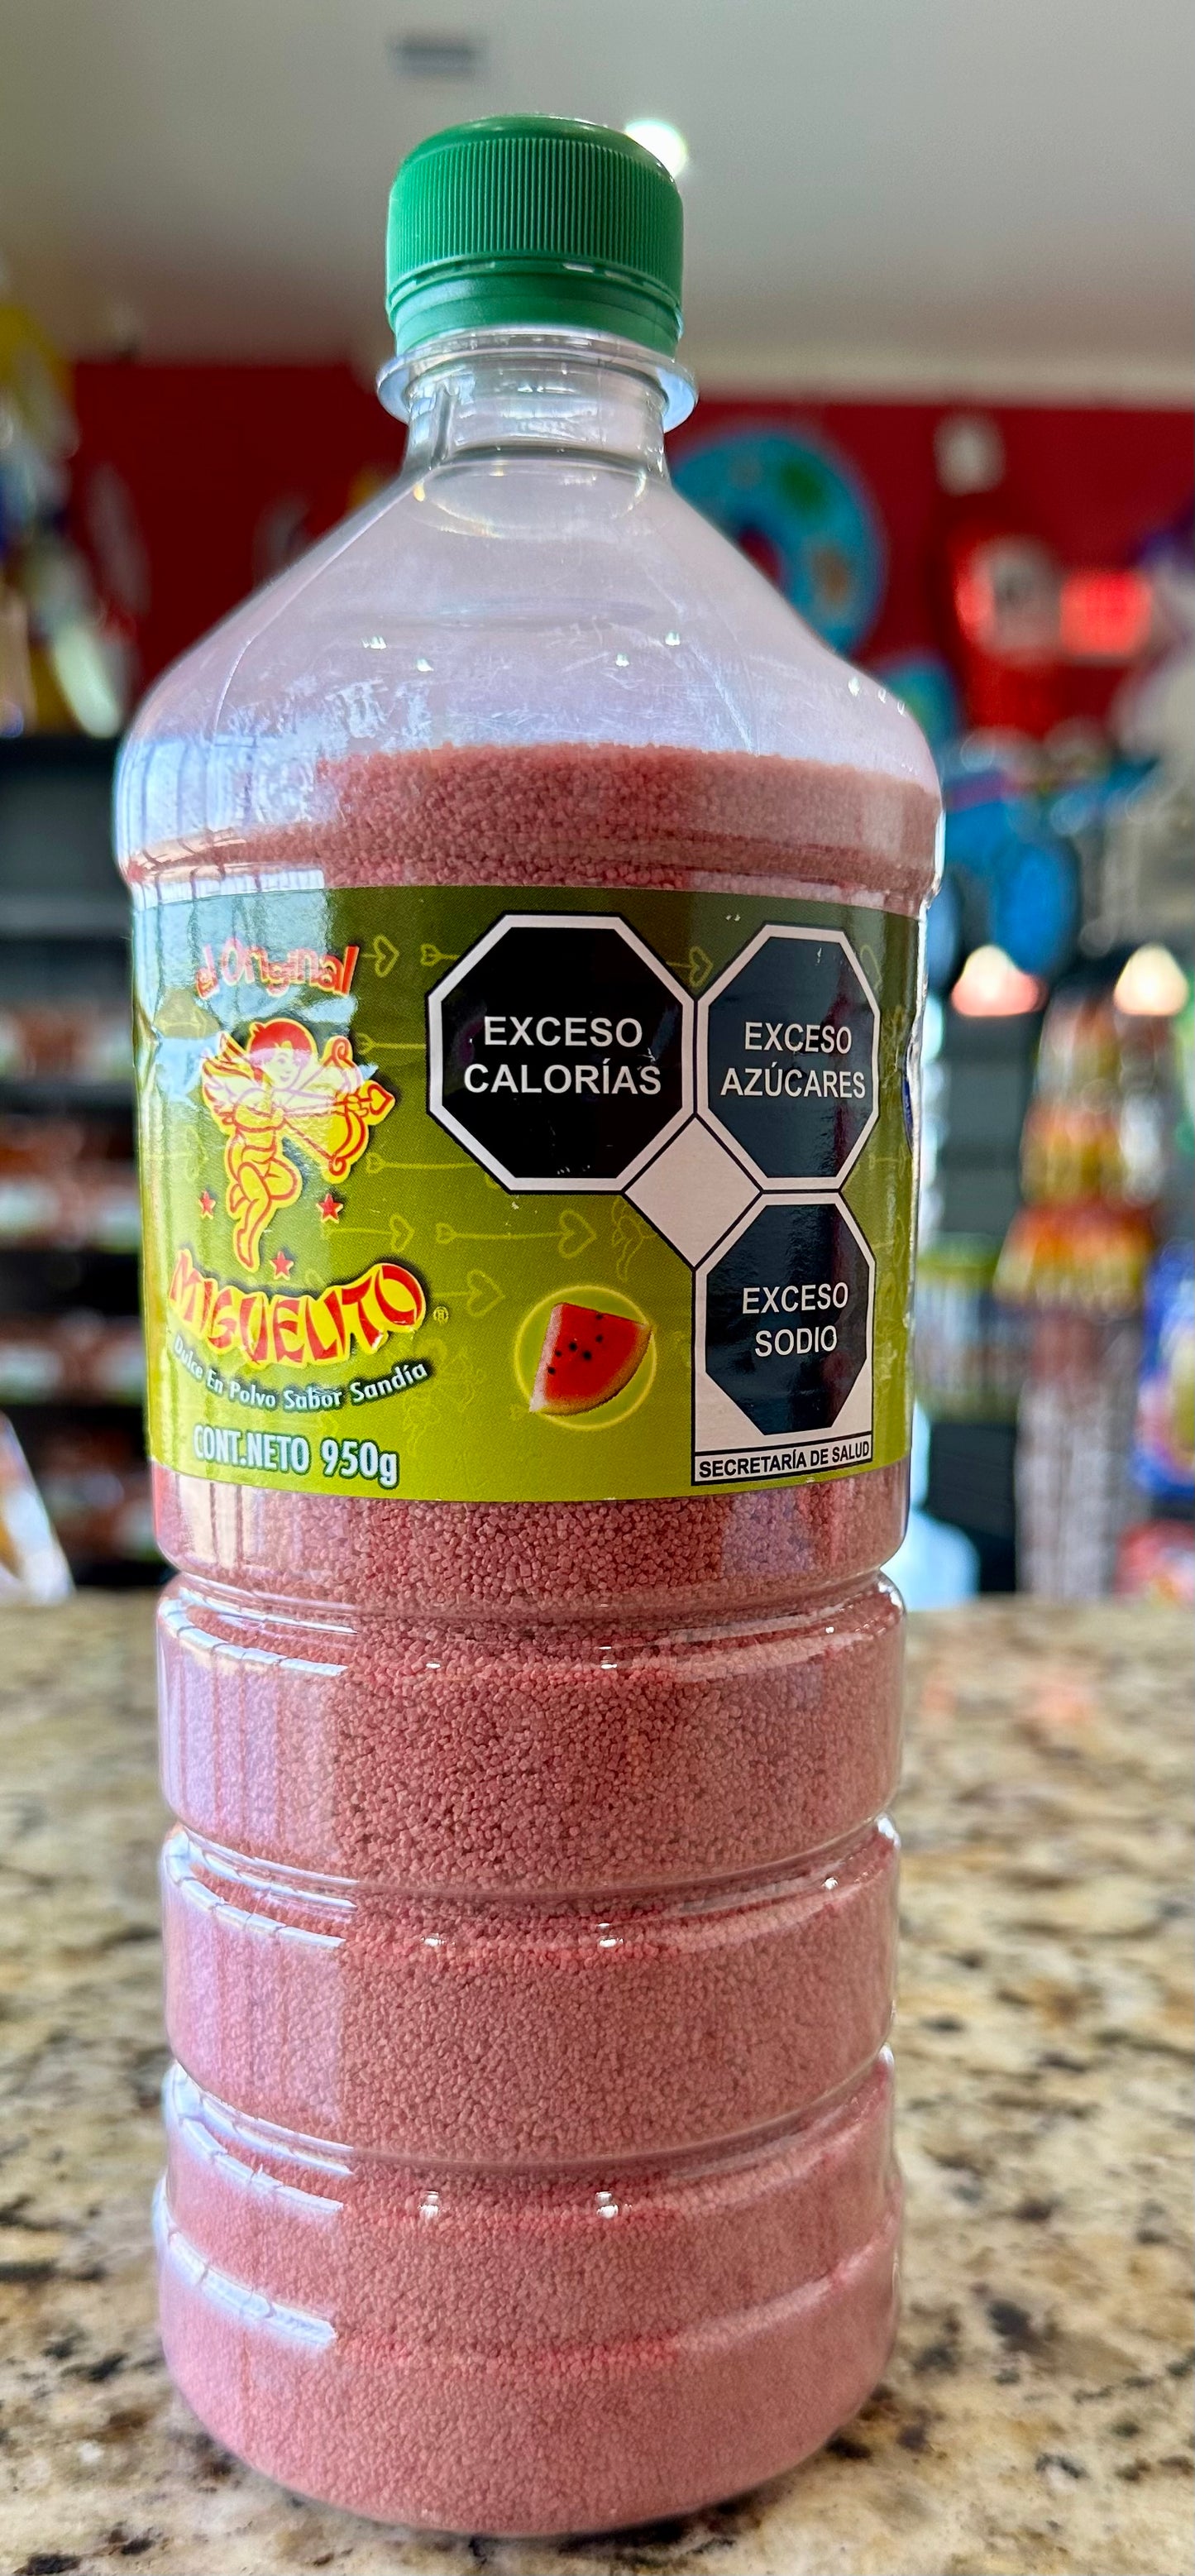 El Original
MIGUELITO®
Dulce En Polvo Sabor Sandía
CONT.NETO 950g
EXCESO
CALORÍAS
EXCESO
AZÚCARES
EXCESO
SODIO
SECRETARÍA DE SALUD